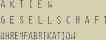 AKTIEN
GESELLSCHAFT
UHRENFABRIKATION